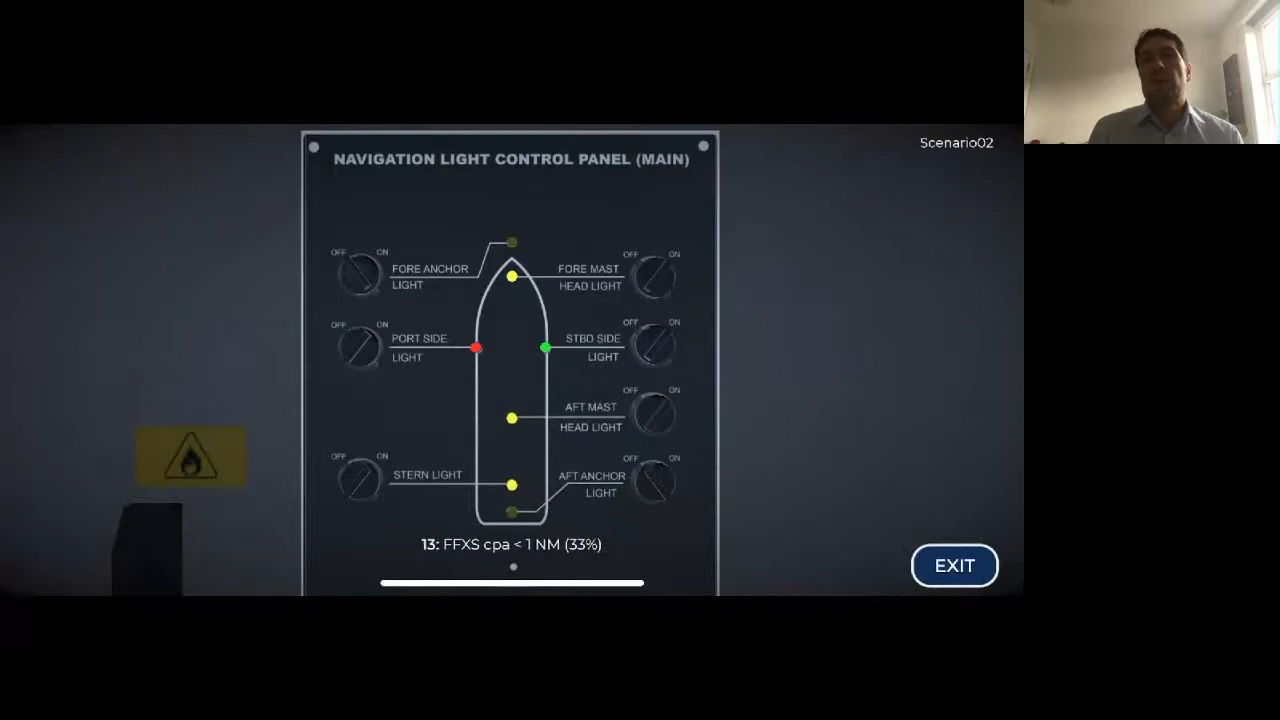 Scenario02
NAVIGATION LIGHT CONTROL PANEL (MAIN)
OFF ON
FORE ANCHOR
LIGHT
OFF ON
FORE MAST
HEAD LIGHT
OFF ON
PORT SIDE
LIGHT
OFF ON
STBD SIDE
LIGHT
OFF ON
AFT MAST
HEAD LIGHT
OFF ON
STERN LIGHT
OFF ON
AFT ANCHOR
LIGHT
13: FFXS cpa < 1 NM (33%)
EXIT